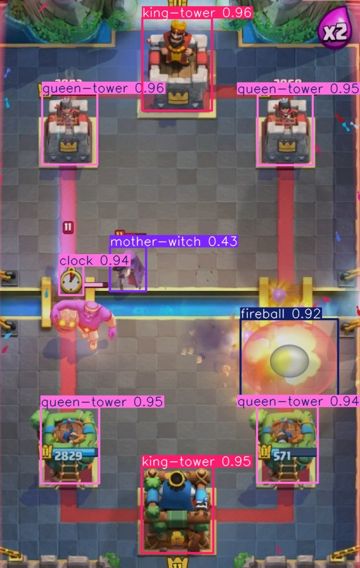 king-tower 0.96
x2
queen-tower 0.96
queen-tower 0.95
11
mother-witch 0.43
clock 0.94
fireball 0.92
queen-tower 0.95
queen-tower 0.94
2829
571
king-tower 0.95